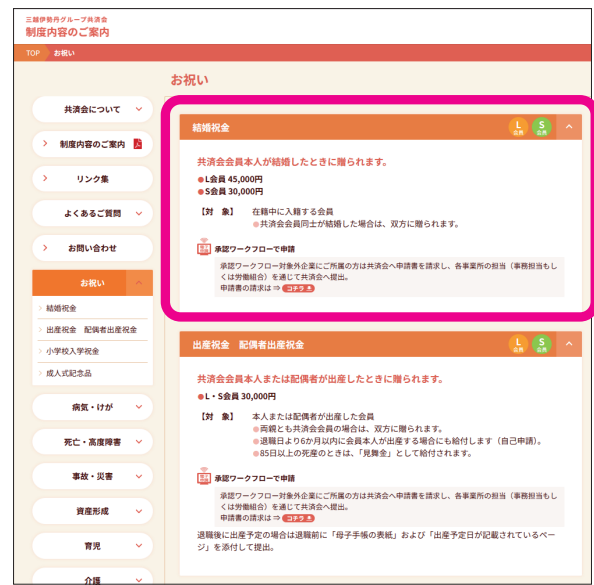 三越伊勢丹グループ共済会
制度内容のご案内
TOP お祝い
お祝い
共済会について
制度内容のご案内
リンク集
よくあるご質問
お問い合わせ
お祝い
結婚祝金
出産祝金 配偶者出産祝金
小学校入学祝金
成人式記念品
病気・けが
死亡・高度障害
事故・災害
資産形成
育児
介護
結婚祝金
L会員 S会員
共済会会員本人が結婚したときに贈られます。
●L会員 45,000円
●S会員 30,000円
【対 象】 在籍中に入籍する会員
●共済会会員同士が結婚した場合は、双方に贈られます。
承認ワークフローで申請
承認ワークフロー対象外企業にご所属の方は共済会へ申請書を請求し、各事業所の担当（事務担当もし
くは労働組合）を通じて共済会へ提出。
申請書の請求は⇒ コチラ
出産祝金 配偶者出産祝金
L会員 S会員
共済会会員本人または配偶者が出産したときに贈られます。
●L・S会員 30,000円
【対 象】 本人または配偶者が出産した会員
●両親とも共済会会員の場合は、双方に贈られます。
●退職日より6か月以内に会員本人が出産する場合にも給付します（自己申請）。
●85日以上の死産のときは、「見舞金」として給付されます。
承認ワークフローで申請
承認ワークフロー対象外企業にご所属の方は共済会へ申請書を請求し、各事業所の担当（事務担当もし
くは労働組合）を通じて共済会へ提出。
申請書の請求は⇒ コチラ
退職後に出産予定の場合は退職前に「母子手帳の表紙」および「出産予定日が記載されているペー
ジ」を添付して提出。